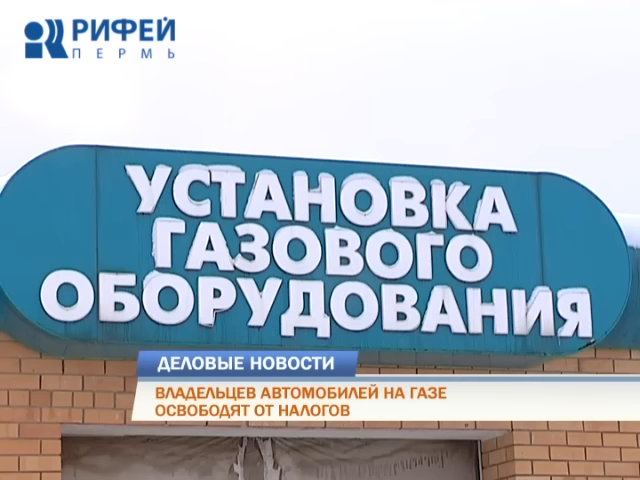 РИФЕЙ
ПЕРМЬ
УСТАНОВКА
ГАЗОВОГО
ОБОРУДОВАНИЯ
ДЕЛОВЫЕ НОВОСТИ
ВЛАДЕЛЬЦЕВ АВТОМОБИЛЕЙ НА ГАЗЕ
ОСВОБОДЯТ ОТ НАЛОГОВ